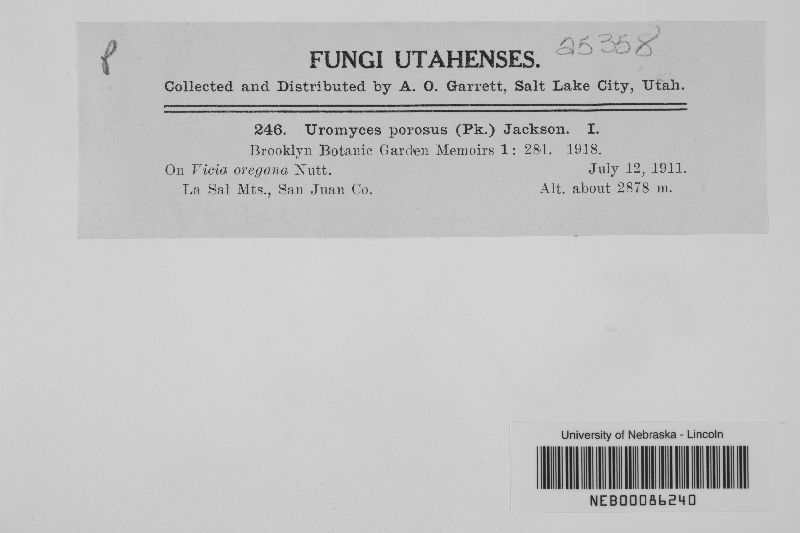 25358
FUNGI UTAHENSES.
Collected and Distributed by A. O. Garrett, Salt Lake City, Utah.
246. Uromyces porosus (Pk.) Jackson. I.
Brooklyn Botanic Garden Memoirs 1: 281. 1918.
On Vicia oregana Nutt. July 12, 1911.
La Sal Mts., San Juan Co. Alt. about 2878 m.
University of Nebraska - Lincoln
NEB00086240